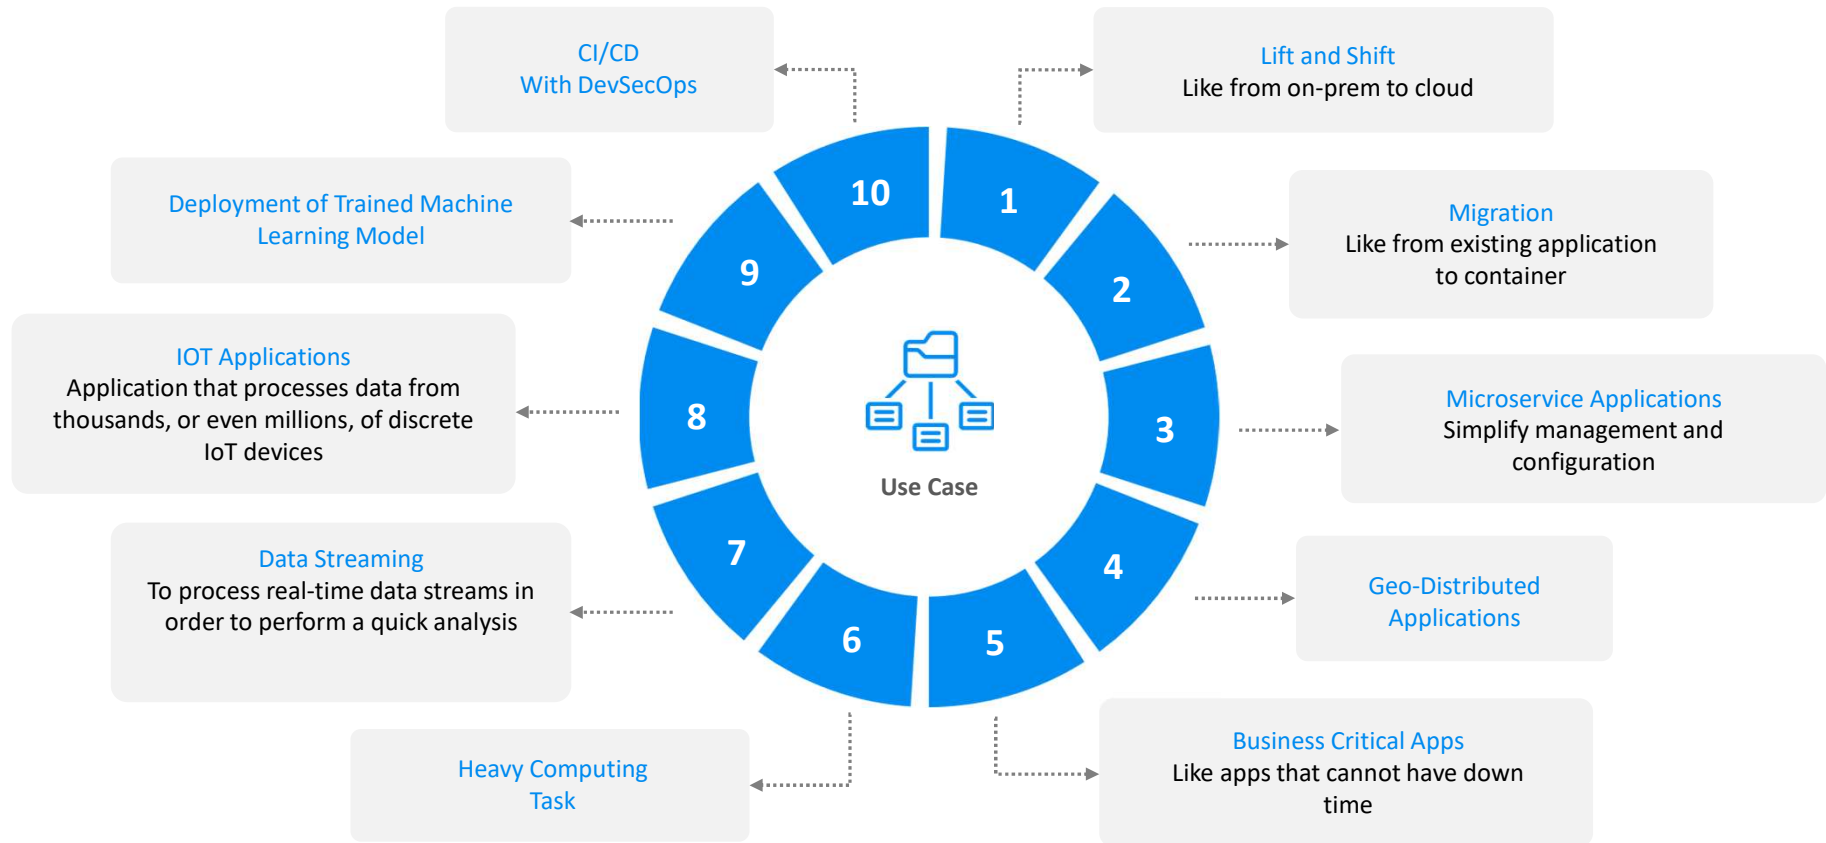 CI/CD
With DevSecOps
Lift and Shift
Like from on-prem to cloud
Deployment of Trained Machine
Learning Model
Migration
Like from existing application
to container
IOT Applications
Application that processes data from
thousands, or even millions, of discrete
IoT devices
Microservice Applications
Simplify management and
configuration
Data Streaming
To process real-time data streams in
order to perform a quick analysis
Geo-Distributed
Applications
Heavy Computing
Task
Business Critical Apps
Like apps that cannot have down
time
10
1
9
2
8
3
7
4
6
5
Use Case